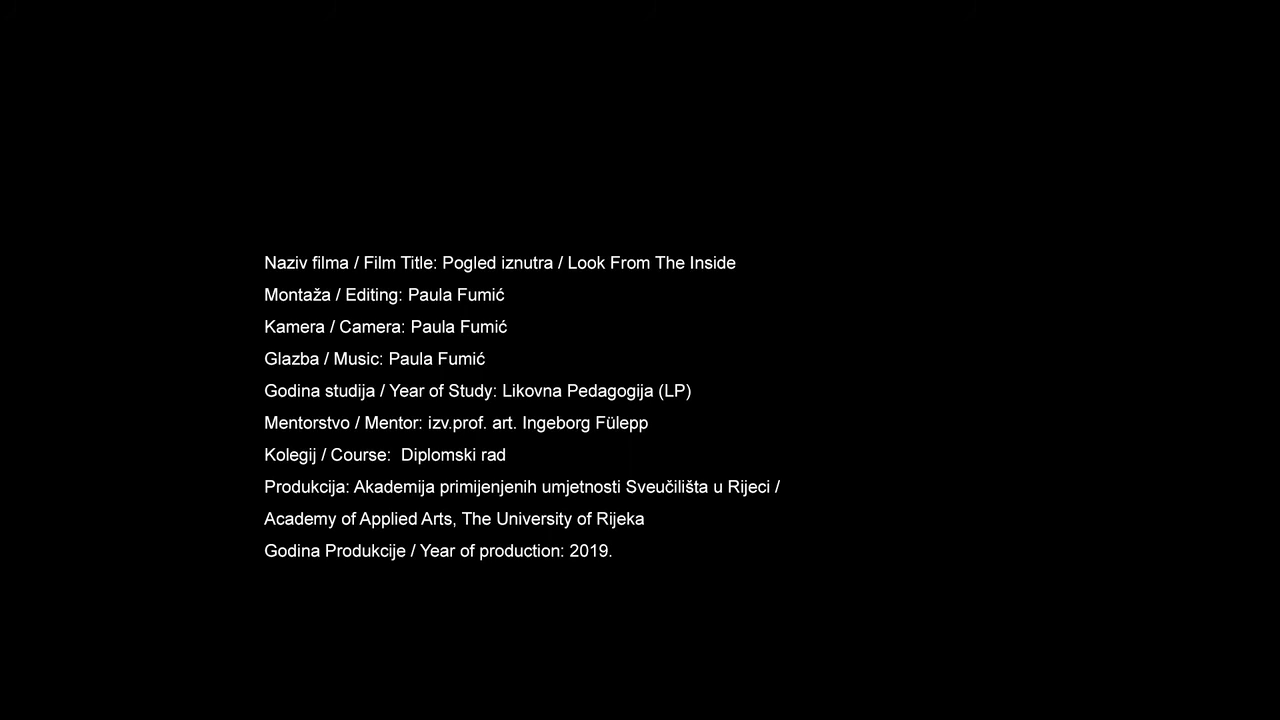 Naziv filma / Film Title: Pogled iznutra / Look From The Inside
Montaža / Editing: Paula Fumić
Kamera / Camera: Paula Fumić
Glazba / Music: Paula Fumić
Godina studija / Year of Study: Likovna Pedagogija (LP)
Mentorstvo / Mentor: izv.prof. art. Ingeborg Fülepp
Kolegij / Course:  Diplomski rad
Produkcija: Akademija primijenjenih umjetnosti Sveučilišta u Rijeci /
Academy of Applied Arts, The University of Rijeka
Godina Produkcije / Year of production: 2019.